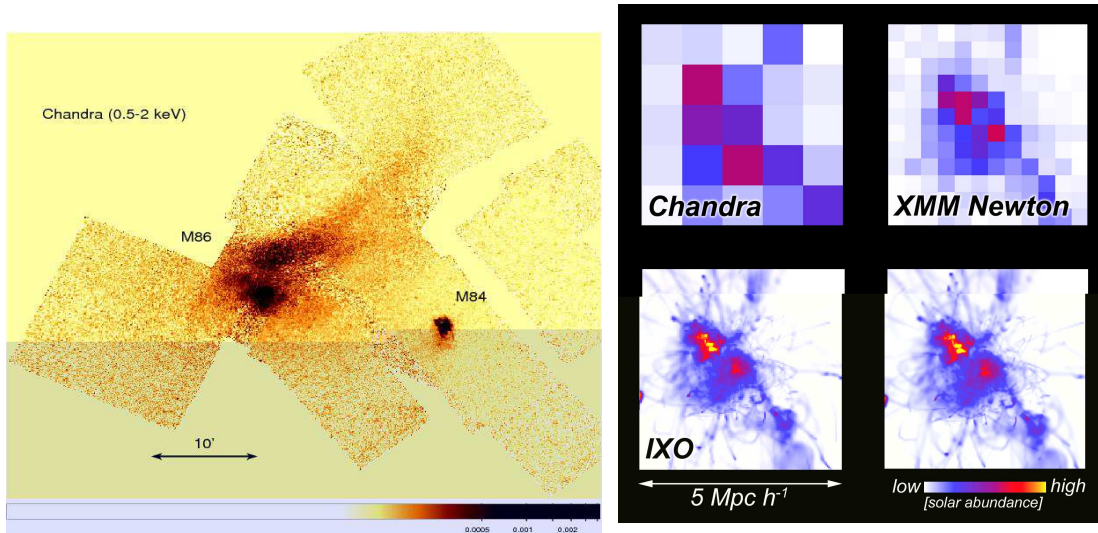 Chandra (0.5-2 keV)
M86
M84
10'
0.0005 0.001 0.002
Chandra
XMM Newton
IXO
5 Mpc h⁻¹
low high
[solar abundance]